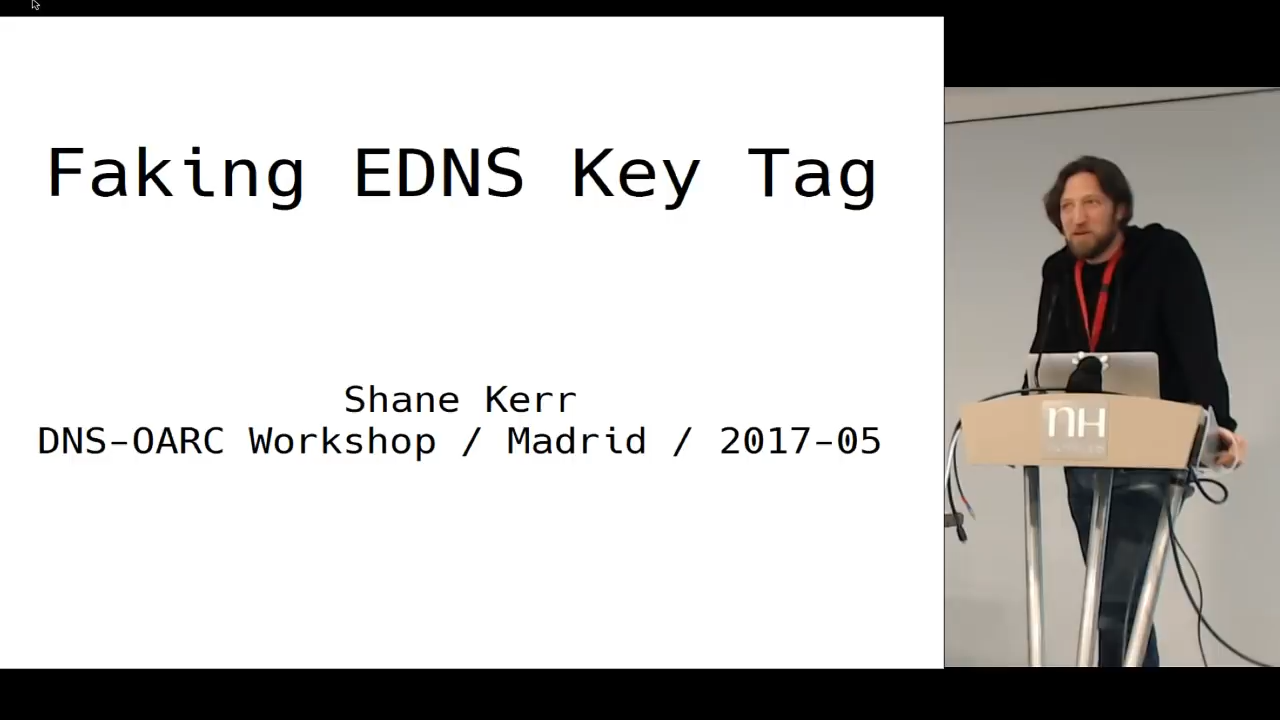 Faking EDNS Key Tag
Shane Kerr
DNS-OARC Workshop / Madrid / 2017-05
nH